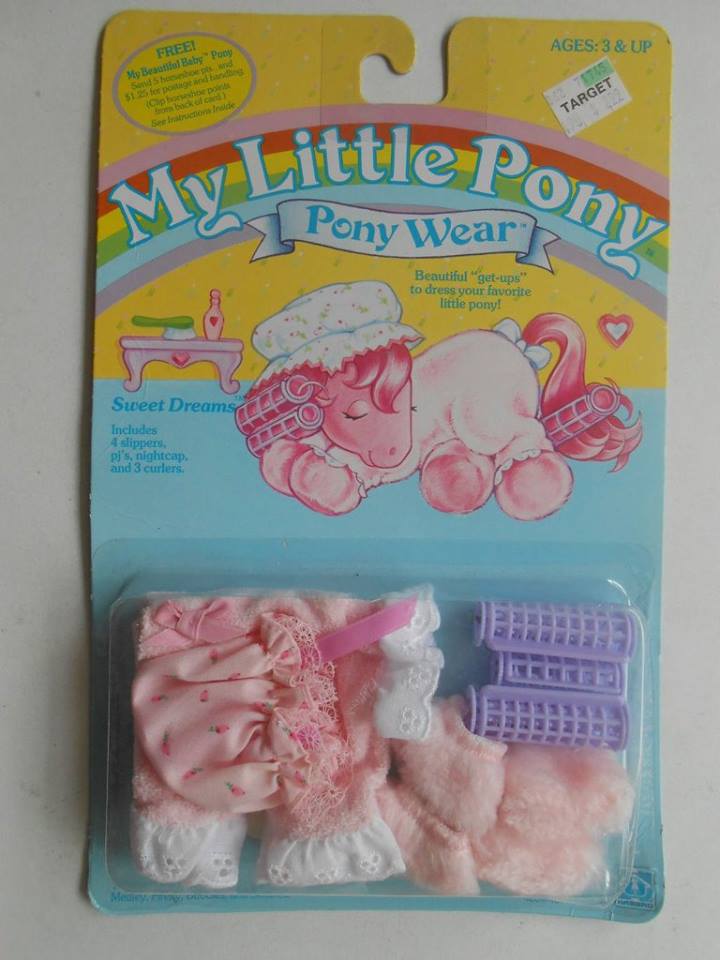 FREE!
My Beautiful Baby™ Pony
Send 5 horseshoe pts. and
$1.25 for postage and handling.
(Clip horseshoe points
from back of card.)
See Instructions Inside
AGES: 3 & UP
TARGET
My Little Pony™
Pony Wear™
Beautiful "get-ups"
to dress your favorite
little pony!
Sweet Dreams™
Includes
4 slippers,
pj's, nightcap,
and 3 curlers.
Medley,